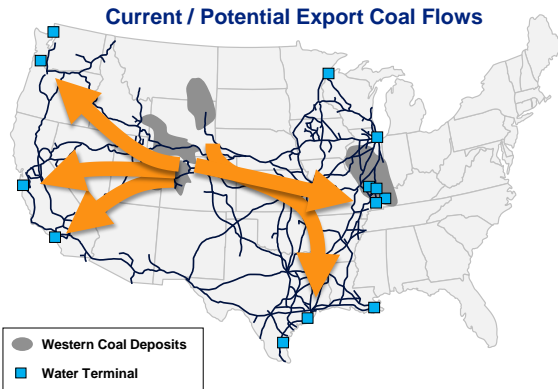 Current / Potential Export Coal Flows
Western Coal Deposits
Water Terminal